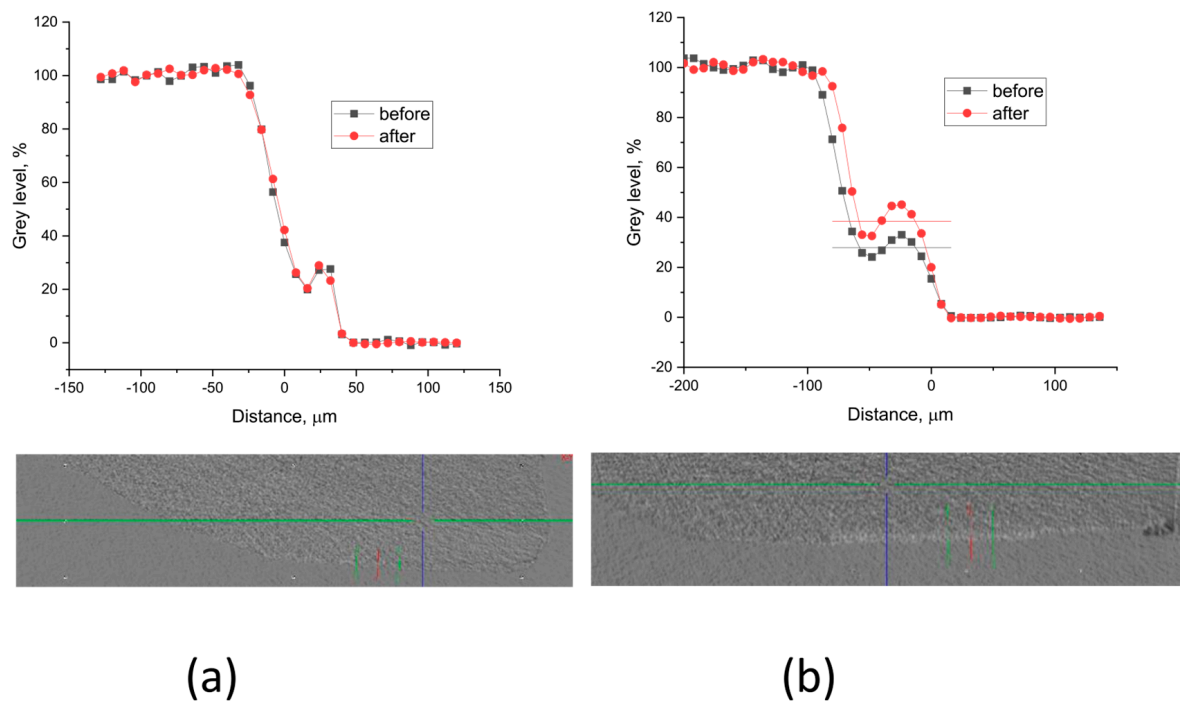 120
100
80
60
40
20
0
Grey level, %
before
after
-150 -100 -50 0 50 100 150
Distance, μm
120
100
80
60
40
20
0
-20
Grey level, %
before
after
-200 -100 0 100
Distance, μm
(a)
(b)